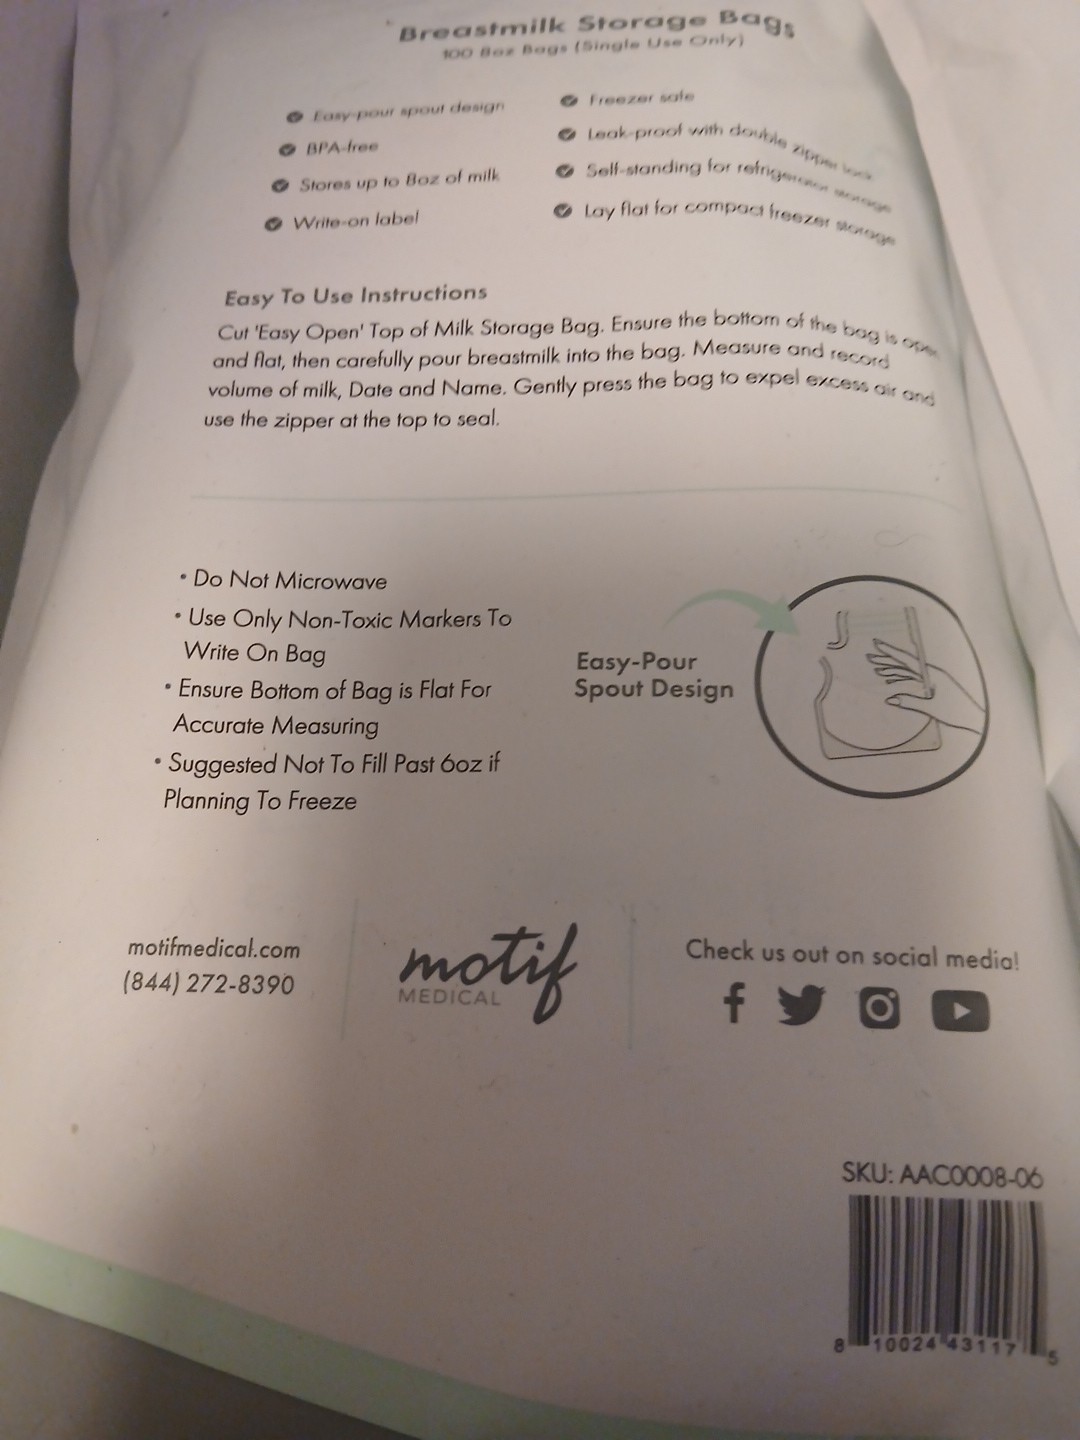 Breastmilk Storage Bags
100 8oz Bags (Single Use Only)
Easy-pour spout design
BPA-free
Stores up to 8oz of milk
Write-on label
Freezer safe
Leak-proof with double zipper lock
Self-standing for refrigerator storage
Lay flat for compact freezer storage
Easy To Use Instructions
Cut 'Easy Open' Top of Milk Storage Bag. Ensure the bottom of the bag is open
and flat, then carefully pour breastmilk into the bag. Measure and record
volume of milk, Date and Name. Gently press the bag to expel excess air and
use the zipper at the top to seal.
• Do Not Microwave
• Use Only Non-Toxic Markers To
Write On Bag
• Ensure Bottom of Bag is Flat For
Accurate Measuring
• Suggested Not To Fill Past 6oz if
Planning To Freeze
Easy-Pour
Spout Design
motifmedical.com
(844) 272-8390
motif
MEDICAL
Check us out on social media!
SKU: AAC0008-06
8 10024 43117 5